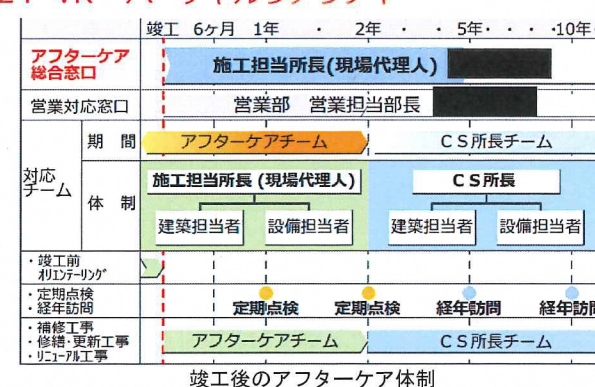 竣工 6ヶ月 1年 ・ 2年 ・ ・ 5年・ ・ ・10年
アフターケア
総合窓口
施工担当所長(現場代理人)
営業対応窓口
営業部 営業担当部長
対応
チーム
期 間
アフターケアチーム
CS所長チーム
体 制
施工担当所長(現場代理人)
CS所長
建築担当者
設備担当者
建築担当者
設備担当者
・竣工前
オリエンテーリング
・定期点検
・経年訪問
定期点検
定期点検
経年訪問
経年訪問
・補修工事
・修繕・更新工事
・リニューアル工事
アフターケアチーム
CS所長チーム
竣工後のアフターケア体制